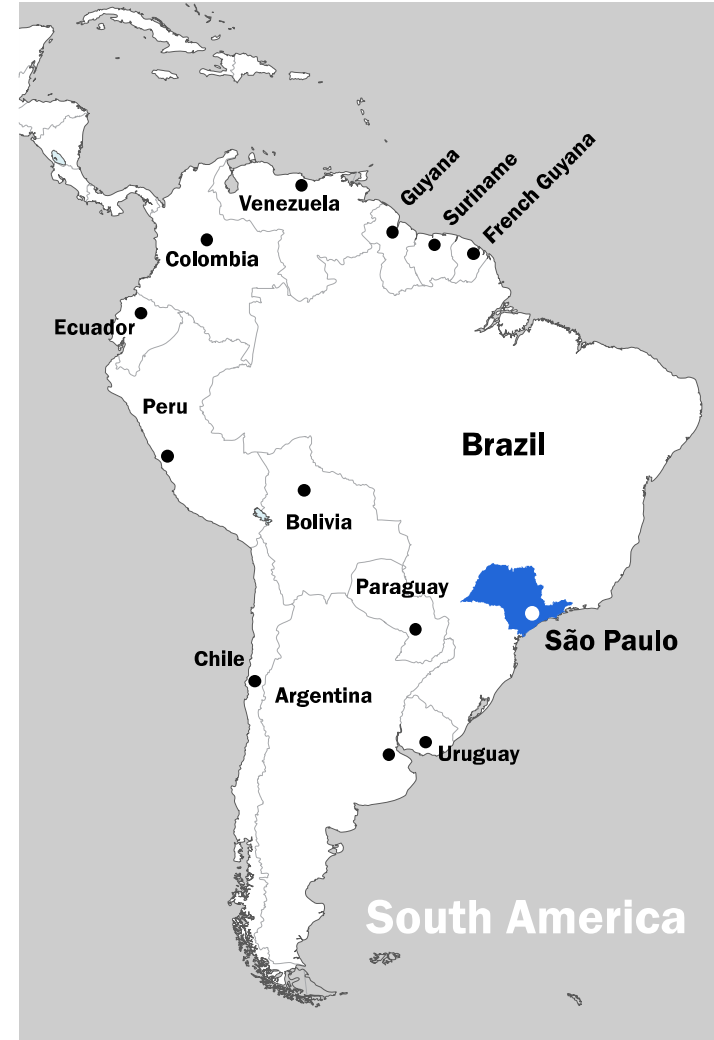 Guyana
Suriname
French Guyana
Venezuela
Colombia
Ecuador
Peru
Brazil
Bolivia
Paraguay
São Paulo
Chile
Argentina
Uruguay
South America